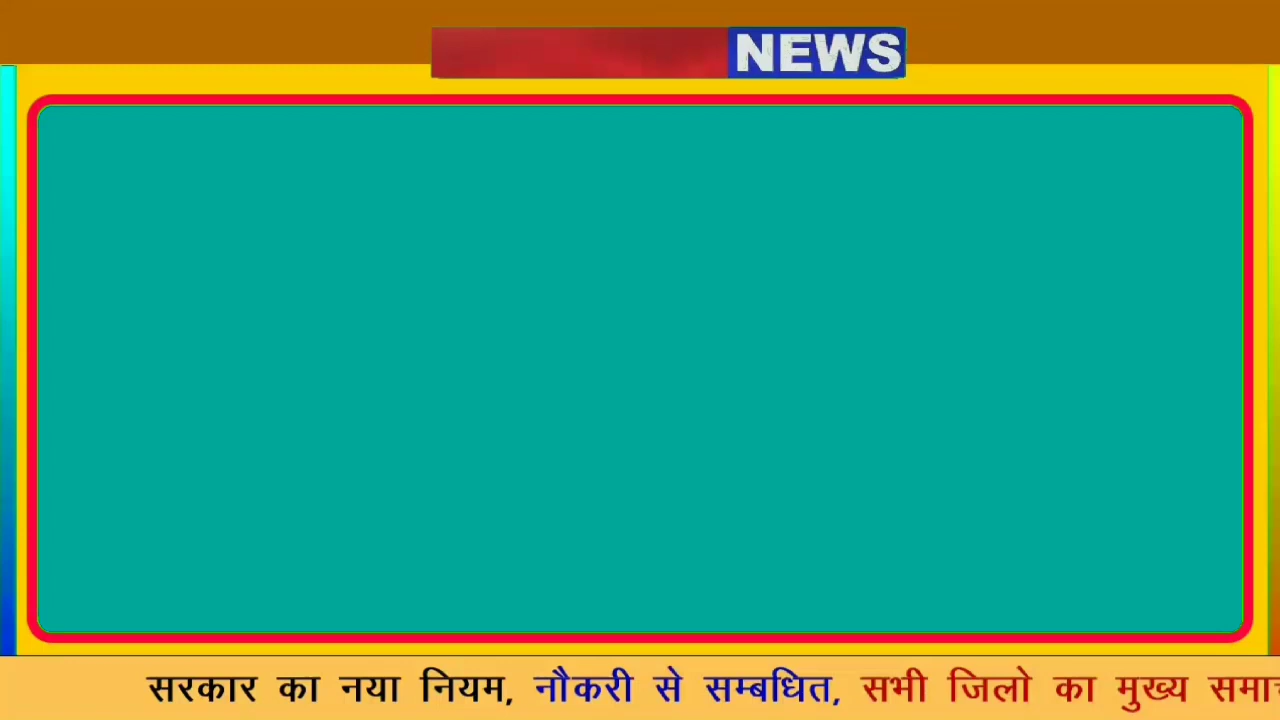 NEWS
सरकार का नया नियम, नौकरी से सम्बधित, सभी जिलो का मुख्य